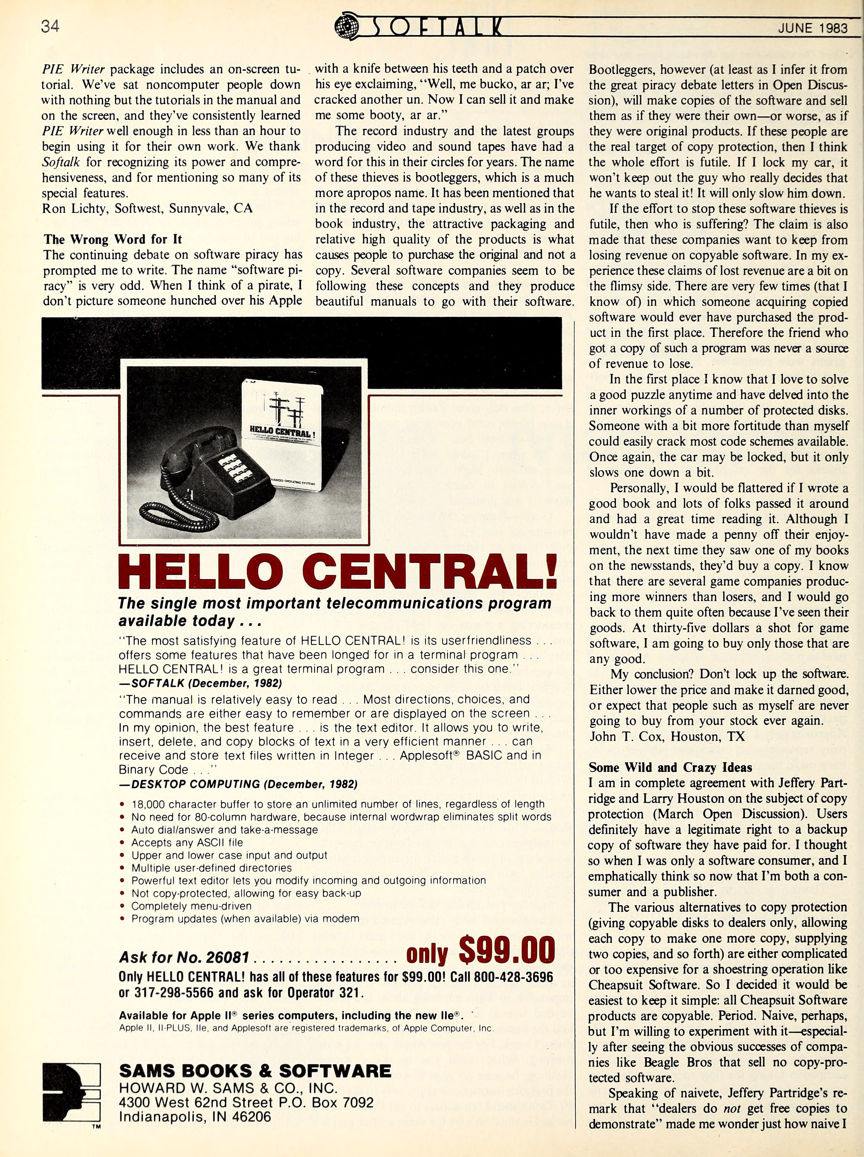 34
SOFTALK
JUNE 1983
PIE Writer package includes an on-screen tu-
torial. We've sat noncomputer people down
with nothing but the tutorials in the manual and
on the screen, and they've consistently learned
PIE Writer well enough in less than an hour to
begin using it for their own work. We thank
Softalk for recognizing its power and compre-
hensiveness, and for mentioning so many of its
special features.
Ron Lichty, Softwest, Sunnyvale, CA
The Wrong Word for It
The continuing debate on software piracy has
prompted me to write. The name "software pi-
racy" is very odd. When I think of a pirate, I
don't picture someone hunched over his Apple
with a knife between his teeth and a patch over
his eye exclaiming, "Well, me bucko, ar ar; I've
cracked another un. Now I can sell it and make
me some booty, ar ar."
The record industry and the latest groups
producing video and sound tapes have had a
word for this in their circles for years. The name
of these thieves is bootleggers, which is a much
more apropos name. It has been mentioned that
in the record and tape industry, as well as in the
book industry, the attractive packaging and
relative high quality of the products is what
causes people to purchase the original and not a
copy. Several software companies seem to be
following these concepts and they produce
beautiful manuals to go with their software.
Bootleggers, however (at least as I infer it from
the great piracy debate letters in Open Discus-
sion), will make copies of the software and sell
them as if they were their own—or worse, as if
they were original products. If these people are
the real target of copy protection, then I think
the whole effort is futile. If I lock my car, it
won't keep out the guy who really decides that
he wants to steal it! It will only slow him down.
If the effort to stop these software thieves is
futile, then who is suffering? The claim is also
made that these companies want to keep from
losing revenue on copyable software. In my ex-
perience these claims of lost revenue are a bit on
the flimsy side. There are very few times (that I
know of) in which someone acquiring copied
software would ever have purchased the prod-
uct in the first place. Therefore the friend who
got a copy of such a program was never a source
of revenue to lose.
In the first place I know that I love to solve
a good puzzle anytime and have delved into the
inner workings of a number of protected disks.
Someone with a bit more fortitude than myself
could easily crack most code schemes available.
Once again, the car may be locked, but it only
slows one down a bit.
Personally, I would be flattered if I wrote a
good book and lots of folks passed it around
and had a great time reading it. Although I
wouldn't have made a penny off their enjoy-
ment, the next time they saw one of my books
on the newsstands, they'd buy a copy. I know
that there are several game companies produc-
ing more winners than losers, and I would go
back to them quite often because I've seen their
goods. At thirty-five dollars a shot for game
software, I am going to buy only those that are
any good.
My conclusion? Don't lock up the software.
Either lower the price and make it darned good,
or expect that people such as myself are never
going to buy from your stock ever again.
John T. Cox, Houston, TX
Some Wild and Crazy Ideas
I am in complete agreement with Jeffery Part-
ridge and Larry Houston on the subject of copy
protection (March Open Discussion). Users
definitely have a legitimate right to a backup
copy of software they have paid for. I thought
so when I was only a software consumer, and I
emphatically think so now that I'm both a con-
sumer and a publisher.
The various alternatives to copy protection
(giving copyable disks to dealers only, allowing
each copy to make one more copy, supplying
two copies, and so forth) are either complicated
or too expensive for a shoestring operation like
Cheapsuit Software. So I decided it would be
easiest to keep it simple: all Cheapsuit Software
products are copyable. Period. Naive, perhaps,
but I'm willing to experiment with it—especial-
ly after seeing the obvious successes of compa-
nies like Beagle Bros that sell no copy-pro-
tected software.
Speaking of naivete, Jeffery Partridge's re-
mark that "dealers do not get free copies to
demonstrate" made me wonder just how naive I
HELLO CENTRAL!
HELLO CENTRAL!
The single most important telecommunications program
available today . . .
"The most satisfying feature of HELLO CENTRAL! is its userfriendliness . . .
offers some features that have been longed for in a terminal program . . .
HELLO CENTRAL! is a great terminal program . . . consider this one."
—SOFTALK (December, 1982)
"The manual is relatively easy to read . . . Most directions, choices, and
commands are either easy to remember or are displayed on the screen . . .
In my opinion, the best feature . . . is the text editor. It allows you to write,
insert, delete, and copy blocks of text in a very efficient manner . . . can
receive and store text files written in Integer . . . Applesoft® BASIC and in
Binary Code . . ."
—DESKTOP COMPUTING (December, 1982)
• 18,000 character buffer to store an unlimited number of lines, regardless of length
• No need for 80-column hardware, because internal wordwrap eliminates split words
• Auto dial/answer and take-a-message
• Accepts any ASCII file
• Upper and lower case input and output
• Multiple user-defined directories
• Powerful text editor lets you modify incoming and outgoing information
• Not copy-protected, allowing for easy back-up
• Completely menu-driven
• Program updates (when available) via modem
Ask for No. 26081 . . . . . . . . . . . . . . . . . only $99.00
Only HELLO CENTRAL! has all of these features for $99.00! Call 800-428-3696
or 317-298-5566 and ask for Operator 321.
Available for Apple II® series computers, including the new IIe®.
Apple II, II-PLUS, IIe, and Applesoft are registered trademarks, of Apple Computer, Inc.
SAMS BOOKS & SOFTWARE
HOWARD W. SAMS & CO., INC.
4300 West 62nd Street P.O. Box 7092
Indianapolis, IN 46206
TM